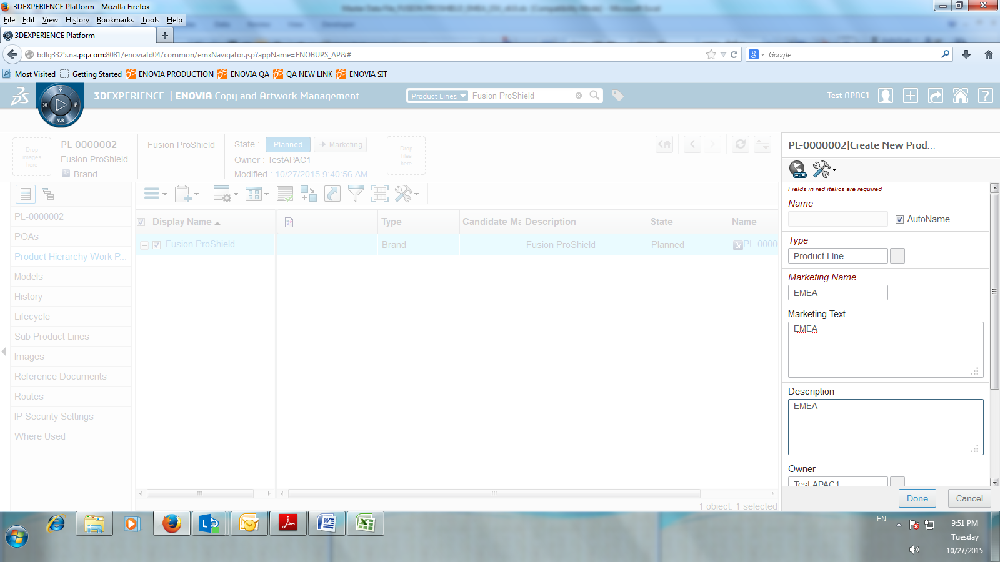 3DEXPERIENCE Platform - Mozilla Firefox
File Edit View History Bookmarks Tools Help
3DEXPERIENCE Platform
bdlg3325.na.pg.com:8081/enoviafd04/common/emxNavigator.jsp?appName=ENOBUPS_AP&#
Google
Most Visited Getting Started ENOVIA PRODUCTION ENOVIA QA QA NEW LINK ENOVIA SIT
3DEXPERIENCE | ENOVIA Copy and Artwork Management
Product Lines Fusion ProShield
Test APAC1
3D V.R
PL-0000002|Create New Prod...
Drop images here
PL-0000002
Fusion ProShield
Brand
Fusion ProShield
State : Planned Marketing
Owner : TestAPAC1
Modified : 10/27/2015 9:40:56 AM
Drop files here
PL-0000002
POAs
Product Hierarchy Work P...
Models
History
Lifecycle
Sub Product Lines
Images
Reference Documents
Routes
IP Security Settings
Where Used
Display Name Type Candidate Ma Description State Name
Fusion ProShield Brand Fusion ProShield Planned Br PL-0000
1 object, 1 selected
Fields in red italics are required
Name
AutoName
Type
Product Line ...
Marketing Name
EMEA
Marketing Text
EMEA
Description
EMEA
Owner
Test APAC1
Done Cancel
EN
9:51 PM
Tuesday
10/27/2015